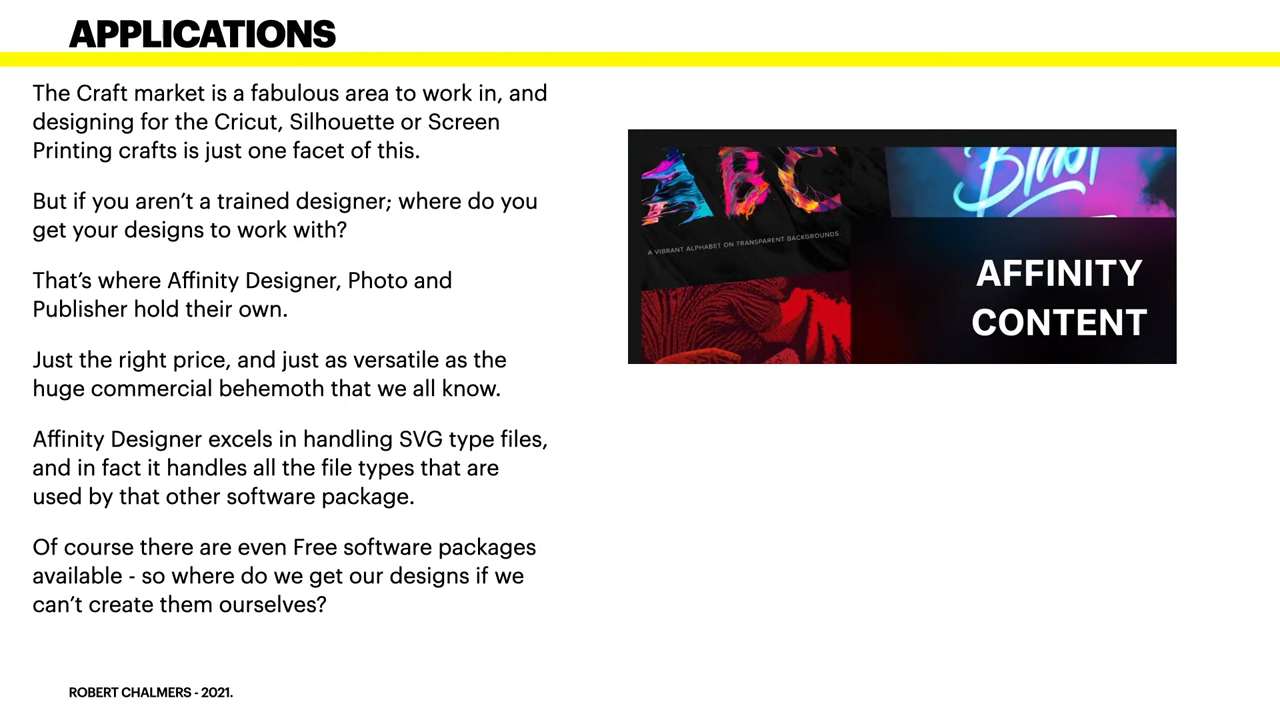 APPLICATIONS
The Craft market is a fabulous area to work in, and
designing for the Cricut, Silhouette or Screen
Printing crafts is just one facet of this.
But if you aren’t a trained designer; where do you
get your designs to work with?
That’s where Affinity Designer, Photo and
Publisher hold their own.
Just the right price, and just as versatile as the
huge commercial behemoth that we all know.
Affinity Designer excels in handling SVG type files,
and in fact it handles all the file types that are
used by that other software package.
Of course there are even Free software packages
available - so where do we get our designs if we
can’t create them ourselves?
ABC
A VIBRANT ALPHABET ON TRANSPARENT BACKGROUNDS
Blast
AFFINITY
CONTENT
ROBERT CHALMERS - 2021.